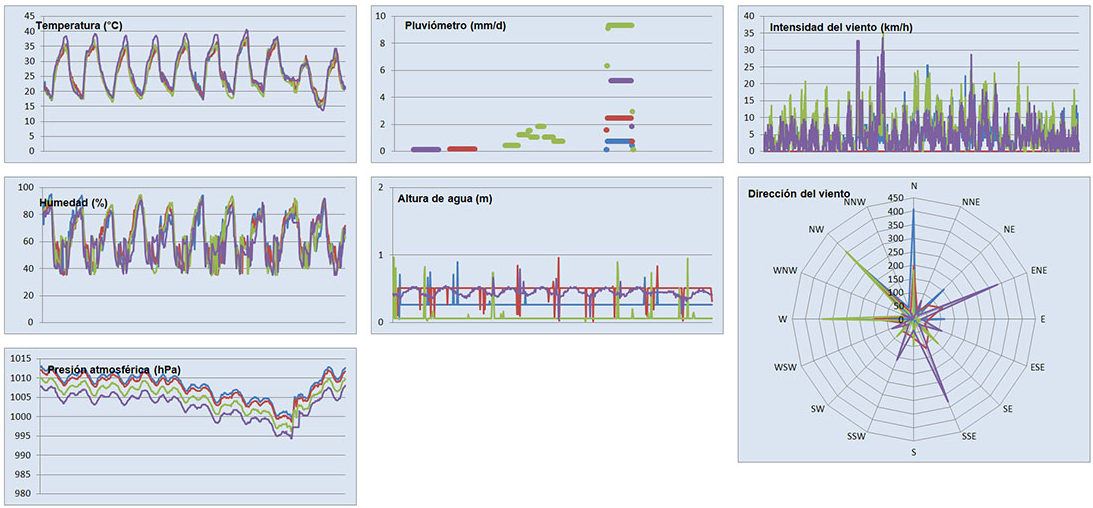 Temperatura (°C)
45
40
35
30
25
20
15
10
5
0
Pluviómetro (mm/d)
10
8
6
4
2
0
Intensidad del viento (km/h)
40
35
30
25
20
15
10
5
0
Humedad (%)
100
80
60
40
20
0
Altura de agua (m)
2
1
0
Dirección del viento
N
NNE
NE
ENE
E
ESE
SE
SSE
S
SSW
SW
WSW
W
WNW
NW
NNW
450
400
350
300
250
200
150
100
50
0
Presión atmosférica (hPa)
1015
1010
1005
1000
995
990
985
980